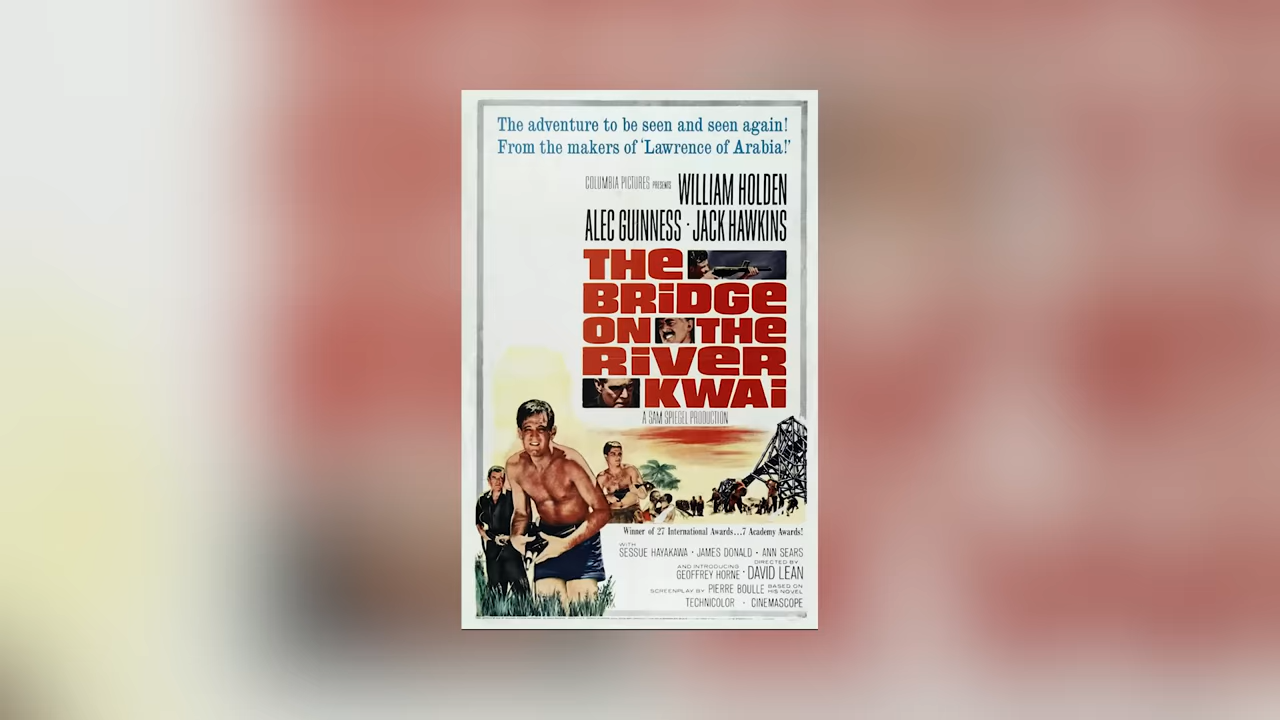 The adventure to be seen and seen again!
From the makers of 'Lawrence of Arabia!'
COLUMBIA PICTURES PRESENTS WILLIAM HOLDEN
ALEC GUINNESS · JACK HAWKINS
THE
BRiDGE
ON THE
RiVER
KWAi
A SAM SPIEGEL PRODUCTION
Winner of 27 International Awards...7 Academy Awards!
WITH
SESSUE HAYAKAWA · JAMES DONALD · ANN SEARS
AND INTRODUCING GEOFFREY HORNE · DIRECTED BY DAVID LEAN
SCREENPLAY BY PIERRE BOULLE BASED ON HIS NOVEL
TECHNICOLOR · CINEMASCOPE